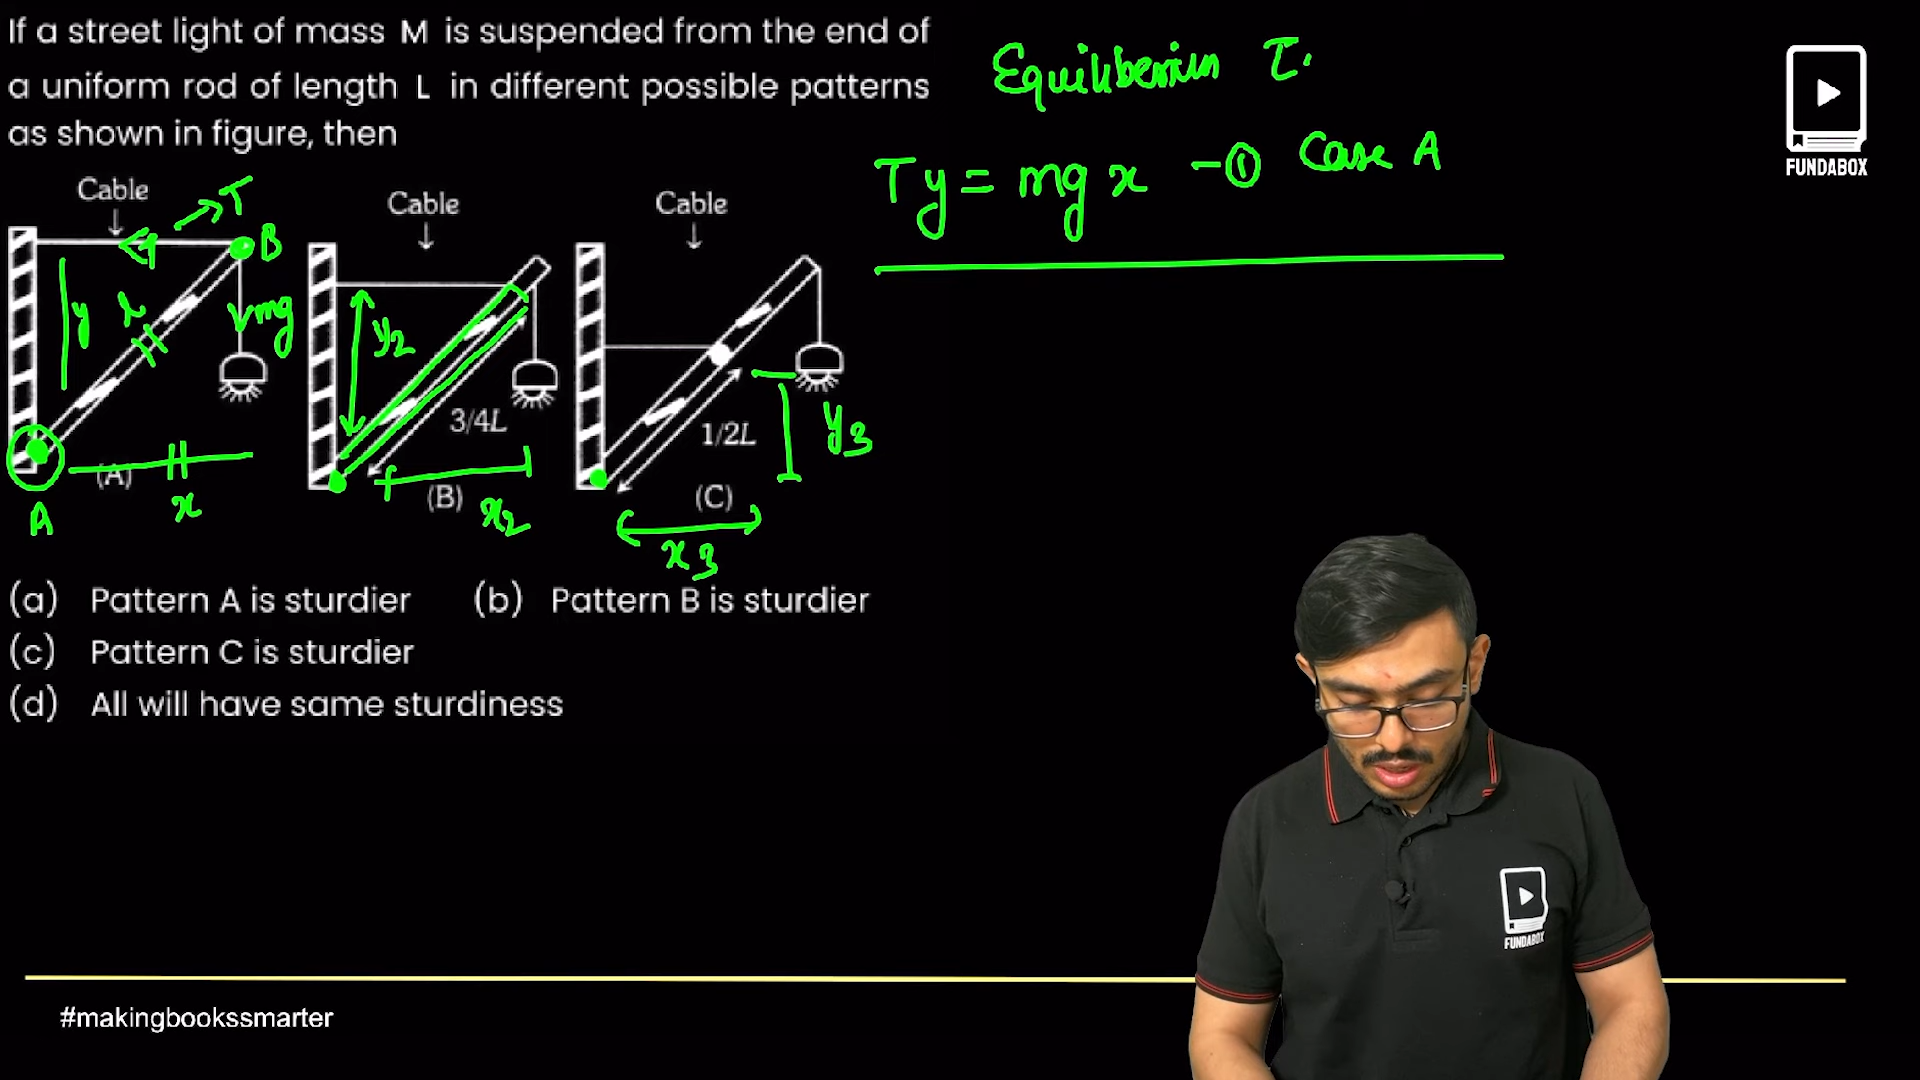 If a street light of mass M is suspended from the end of
a uniform rod of length L in different possible patterns
as shown in figure, then
Equiliberium τ.
Ty = mg x - ① Case A
FUNDABOX
Cable
Cable
Cable
T
B
y
mg
y2
3/4L
1/2L
y3
(A)
x
A
(B)
x2
(C)
x3
(a) Pattern A is sturdier (b) Pattern B is sturdier
(c) Pattern C is sturdier
(d) All will have same sturdiness
FUNDABOX
#makingbookssmarter